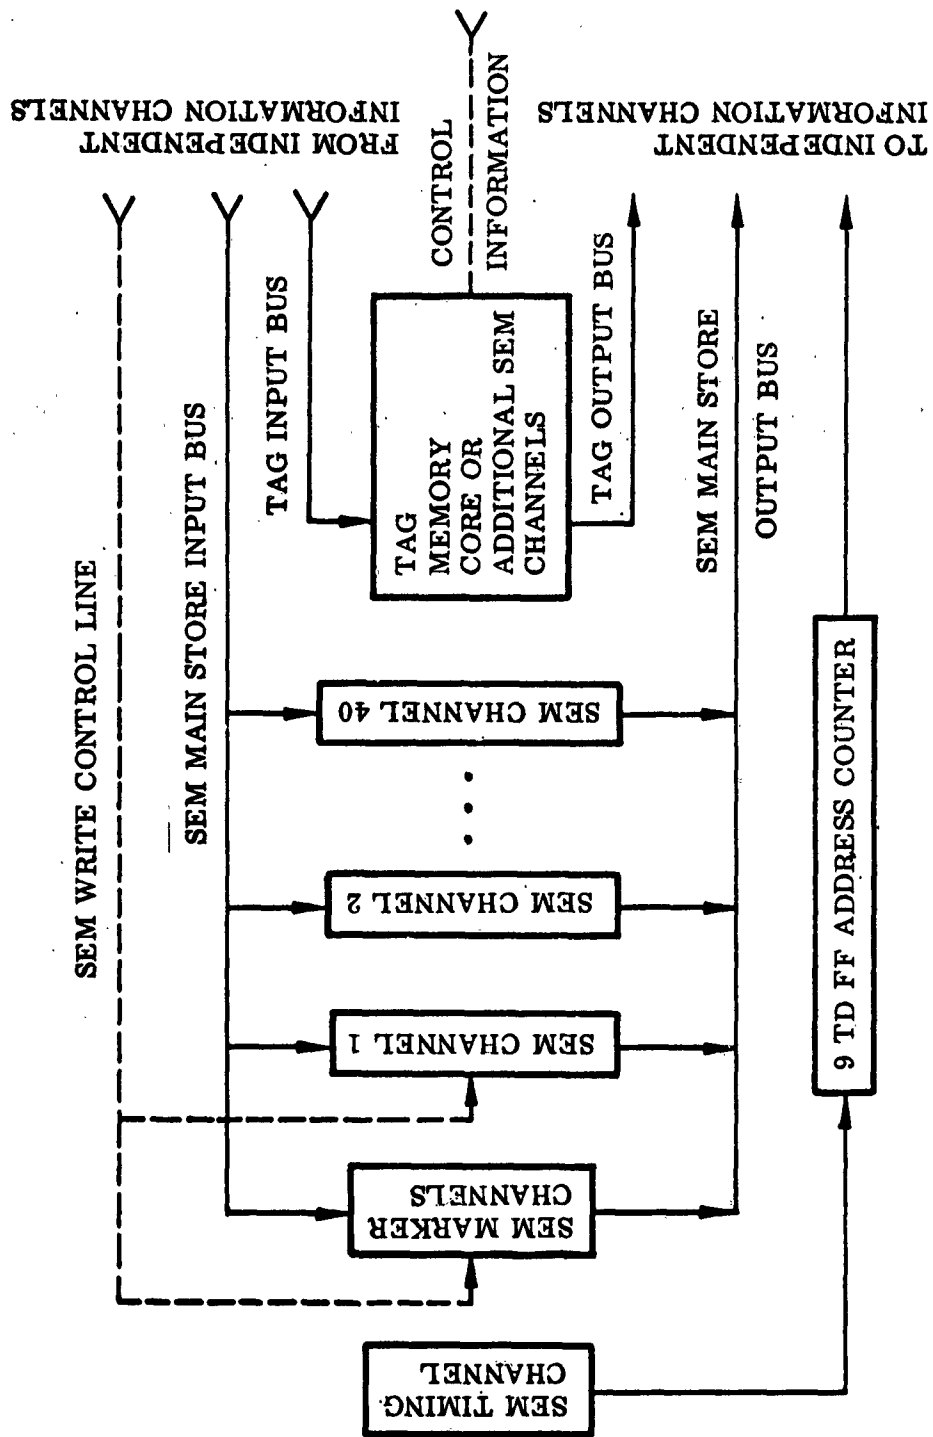 SEM WRITE CONTROL LINE
SEM MAIN STORE INPUT BUS
TAG INPUT BUS
FROM INDEPENDENT
INFORMATION CHANNELS
CONTROL
INFORMATION
TAG
MEMORY
CORE OR
ADDITIONAL SEM
CHANNELS
TAG OUTPUT BUS
SEM MAIN STORE
OUTPUT BUS
TO INDEPENDENT
INFORMATION CHANNELS
SEM TIMING
CHANNEL
SEM MARKER
CHANNELS
SEM CHANNEL 1
SEM CHANNEL 2
SEM CHANNEL 40
9 TD FF ADDRESS COUNTER